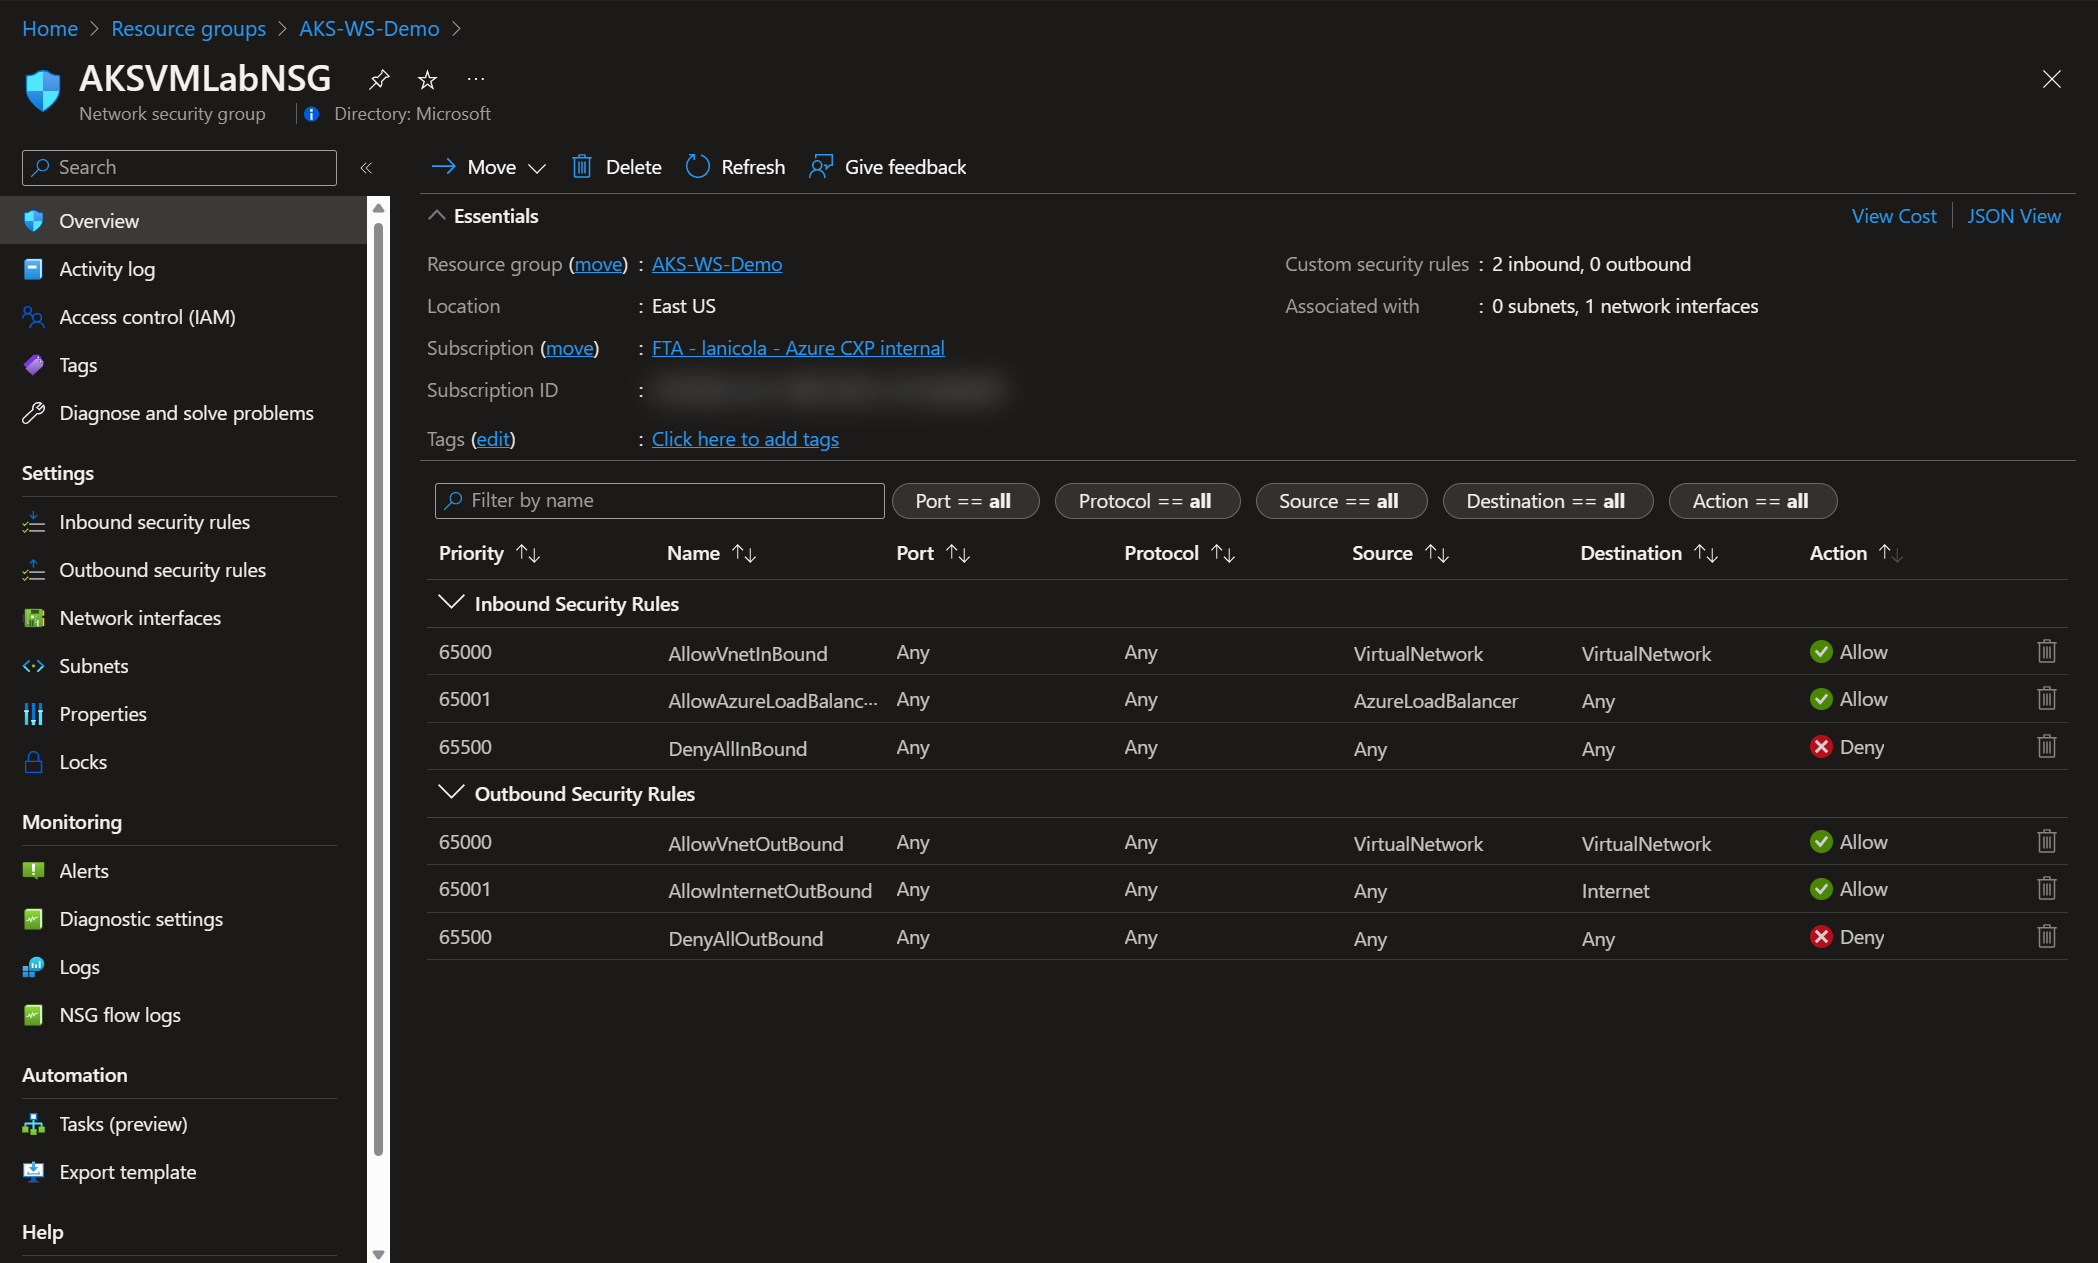 Home > Resource groups > AKS-WS-Demo >
AKSVMLabNSG
Network security group
Directory: Microsoft
Search
Overview
Activity log
Access control (IAM)
Tags
Diagnose and solve problems
Settings
Inbound security rules
Outbound security rules
Network interfaces
Subnets
Properties
Locks
Monitoring
Alerts
Diagnostic settings
Logs
NSG flow logs
Automation
Tasks (preview)
Export template
Help
Move Delete Refresh Give feedback
Essentials View Cost JSON View
Resource group (move) : AKS-WS-Demo
Location : East US
Subscription (move) : FTA - lanicola - Azure CXP internal
Subscription ID :
Tags (edit) : Click here to add tags
Custom security rules : 2 inbound, 0 outbound
Associated with : 0 subnets, 1 network interfaces
Filter by name Port == all Protocol == all Source == all Destination == all Action == all
Priority Name Port Protocol Source Destination Action
Inbound Security Rules
65000 AllowVnetInBound Any Any VirtualNetwork VirtualNetwork Allow
65001 AllowAzureLoadBalanc... Any Any AzureLoadBalancer Any Allow
65500 DenyAllInBound Any Any Any Any Deny
Outbound Security Rules
65000 AllowVnetOutBound Any Any VirtualNetwork VirtualNetwork Allow
65001 AllowInternetOutBound Any Any Any Internet Allow
65500 DenyAllOutBound Any Any Any Any Deny